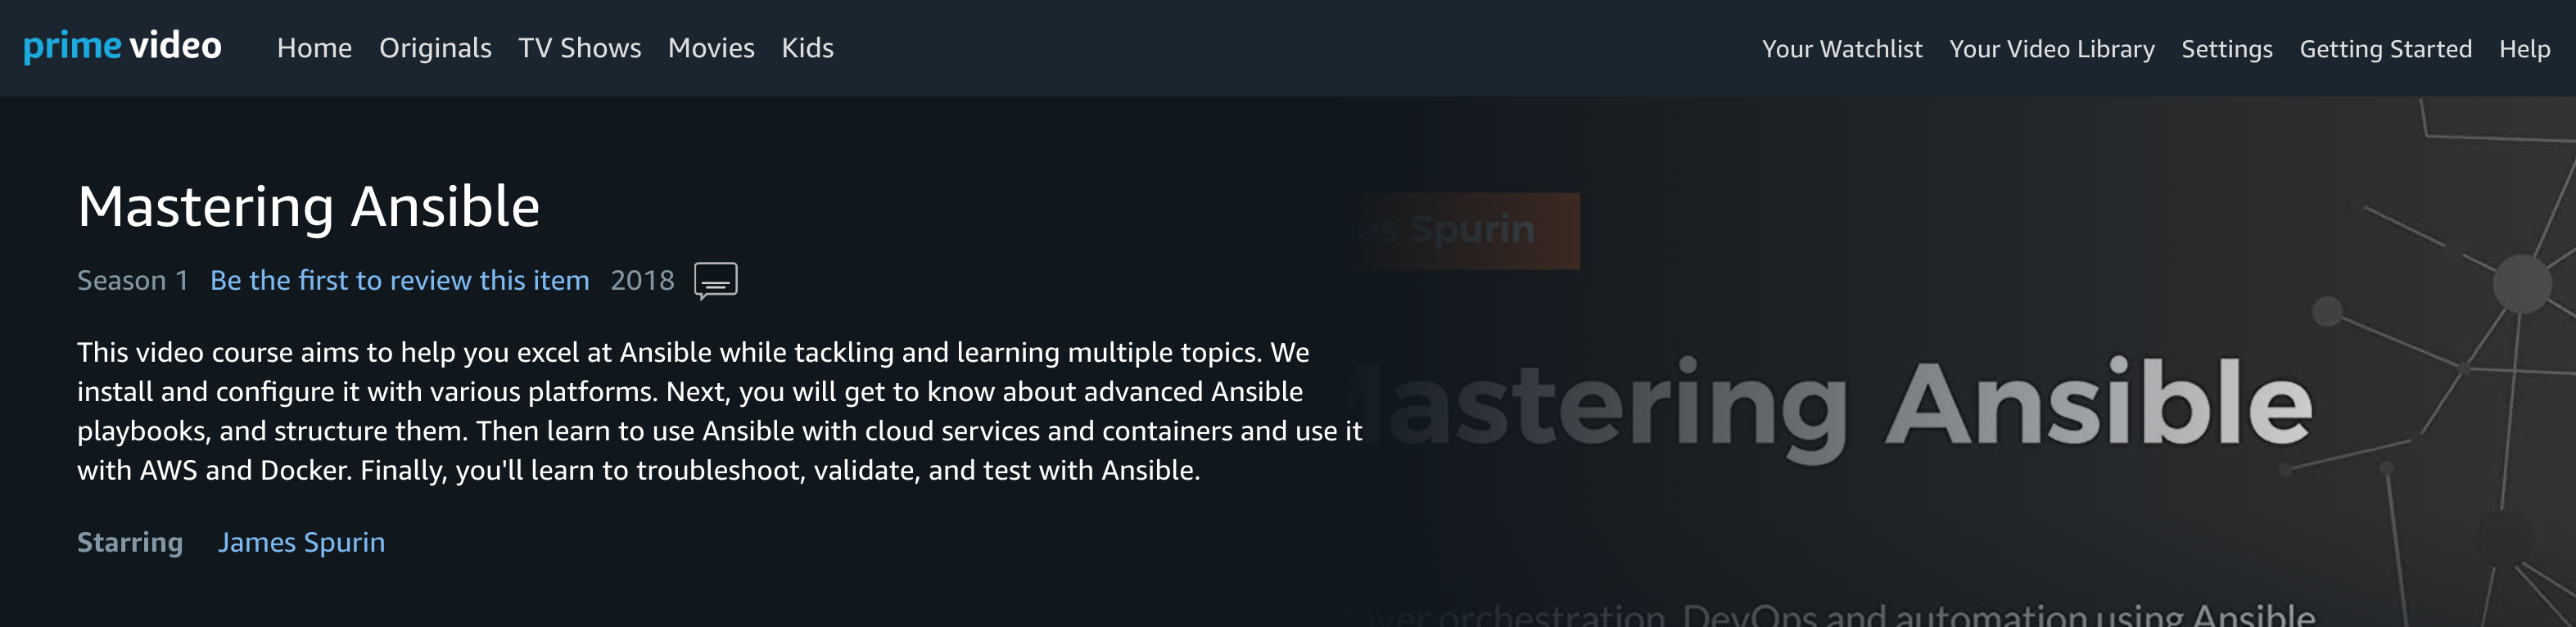 prime video Home Originals TV Shows Movies Kids Your Watchlist Your Video Library Settings Getting Started Help
Mastering Ansible
Season 1 Be the first to review this item 2018
This video course aims to help you excel at Ansible while tackling and learning multiple topics. We
install and configure it with various platforms. Next, you will get to know about advanced Ansible
playbooks, and structure them. Then learn to use Ansible with cloud services and containers and use it
with AWS and Docker. Finally, you'll learn to troubleshoot, validate, and test with Ansible.
Starring James Spurin
Spurin
Mastering Ansible
orchestration, DevOps and automation using Ansible